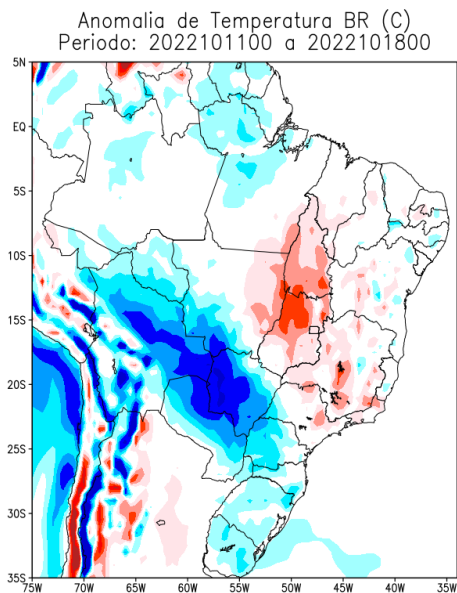 Anomalia de Temperatura BR (C)
Periodo: 2022101100 a 2022101800
5N
EQ
5S
10S
15S
20S
25S
30S
35S
75W 70W 65W 60W 55W 50W 45W 40W 35W